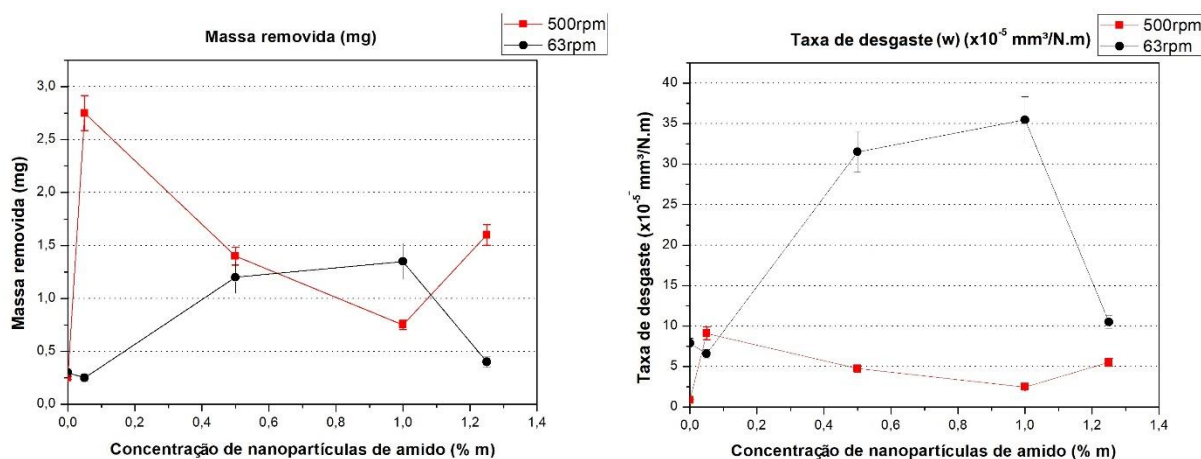 Massa removida (mg)
500rpm
63rpm
Massa removida (mg)
3,0
2,5
2,0
1,5
1,0
0,5
0,0
0,0 0,2 0,4 0,6 0,8 1,0 1,2 1,4
Concentração de nanopartículas de amido (% m)
Taxa de desgaste (w) (x10⁻⁵ mm³/N.m)
500rpm
63rpm
Taxa de desgaste (x10⁻⁵ mm³/N.m)
40
35
30
25
20
15
10
5
0
0,0 0,2 0,4 0,6 0,8 1,0 1,2 1,4
Concentração de nanopartículas de amido (% m)